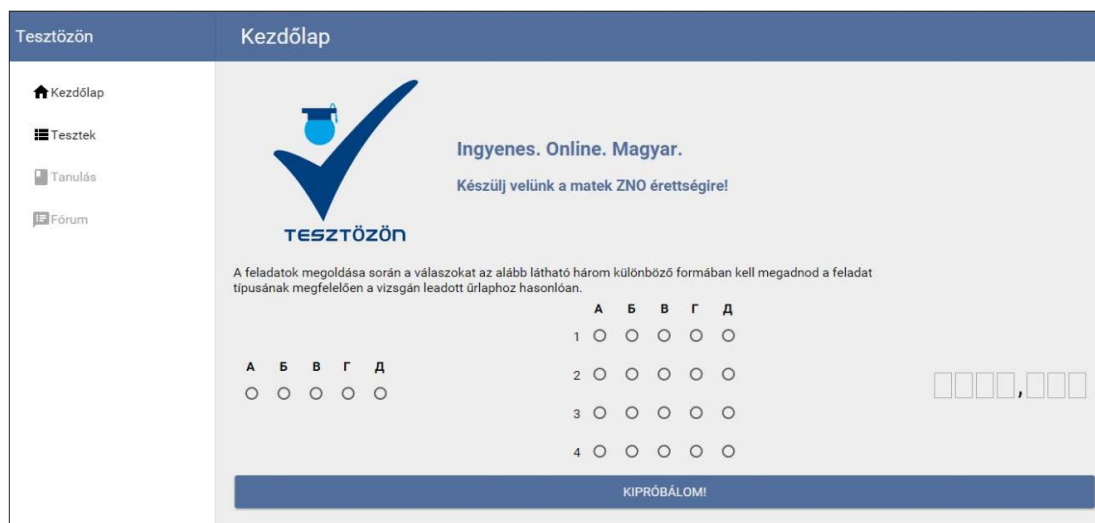 Tesztözön
Kezdőlap
Kezdőlap
Tesztek
Tanulás
Fórum
TESZTÖZÖN
Ingyenes. Online. Magyar.
Készülj velünk a matek ZNO érettségire!
A feladatok megoldása során a válaszokat az alább látható három különböző formában kell megadnod a feladat
típusának megfelelően a vizsgán leadott űrlaphoz hasonlóan.
А Б В Г Д
А Б В Г Д
1
2
3
4
,
KIPRÓBÁLOM!